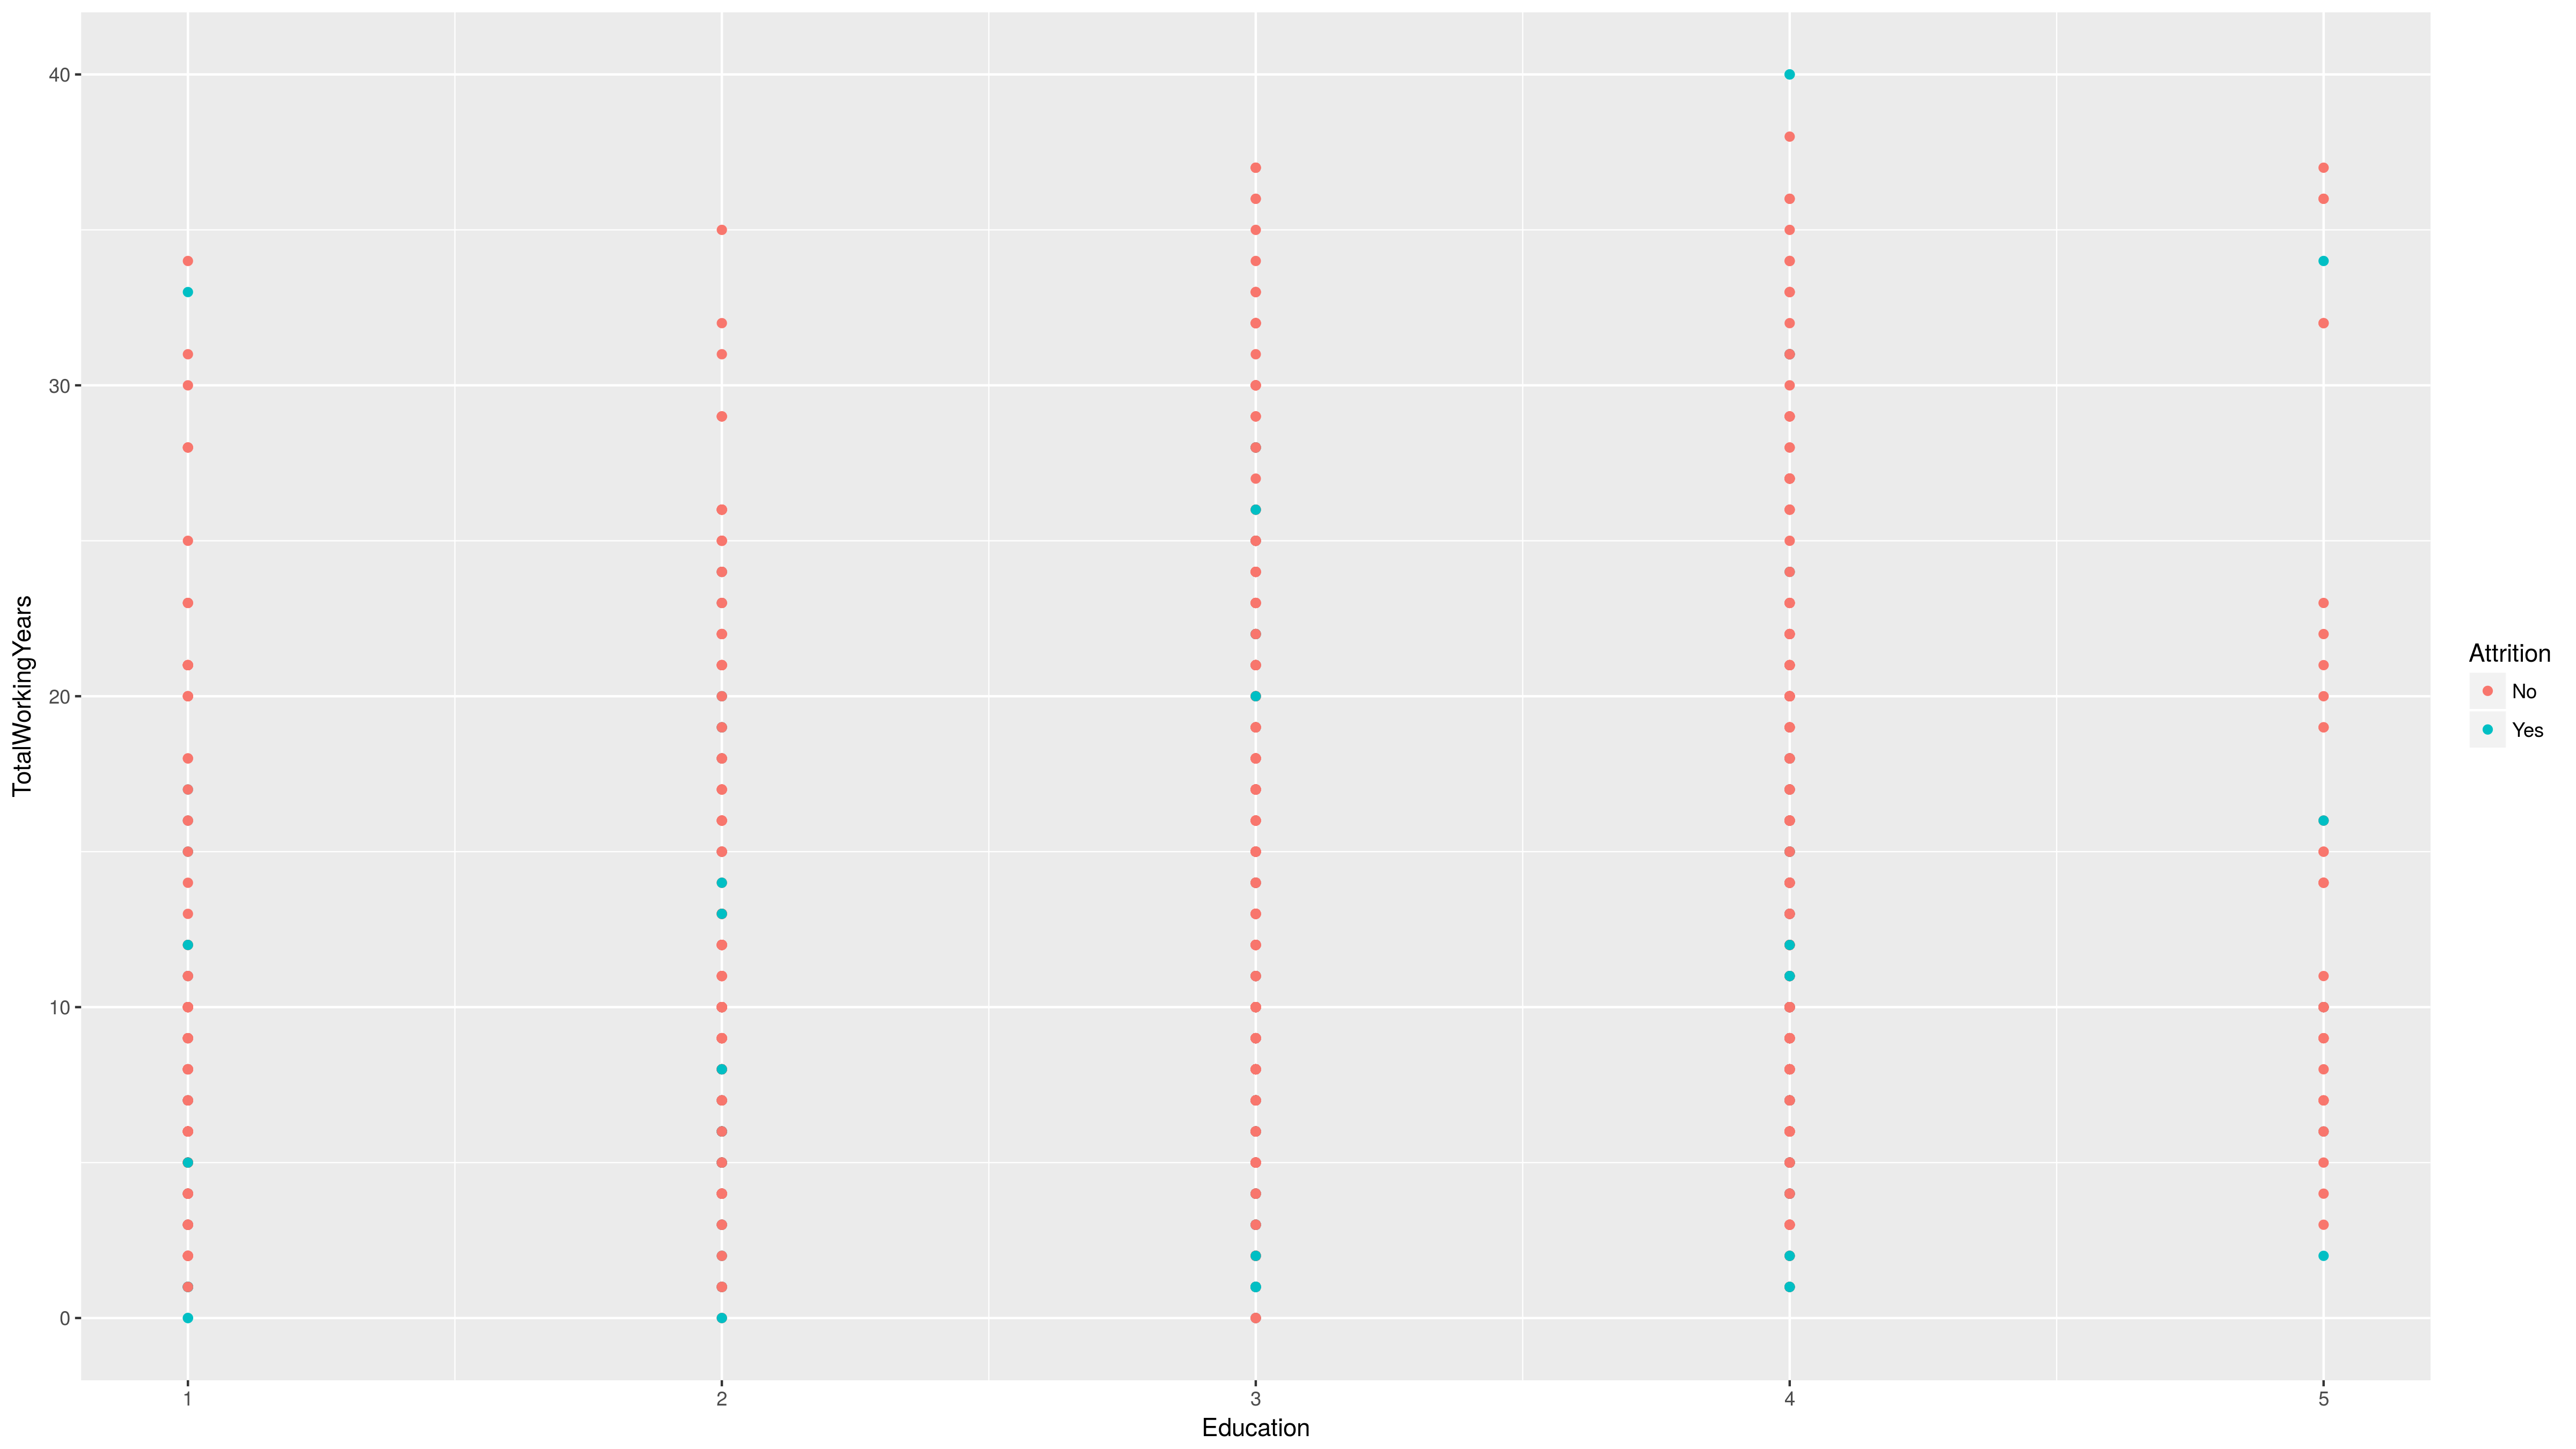 40
30
20
10
0
TotalWorkingYears
1 2 3 4 5
Education
Attrition
No
Yes